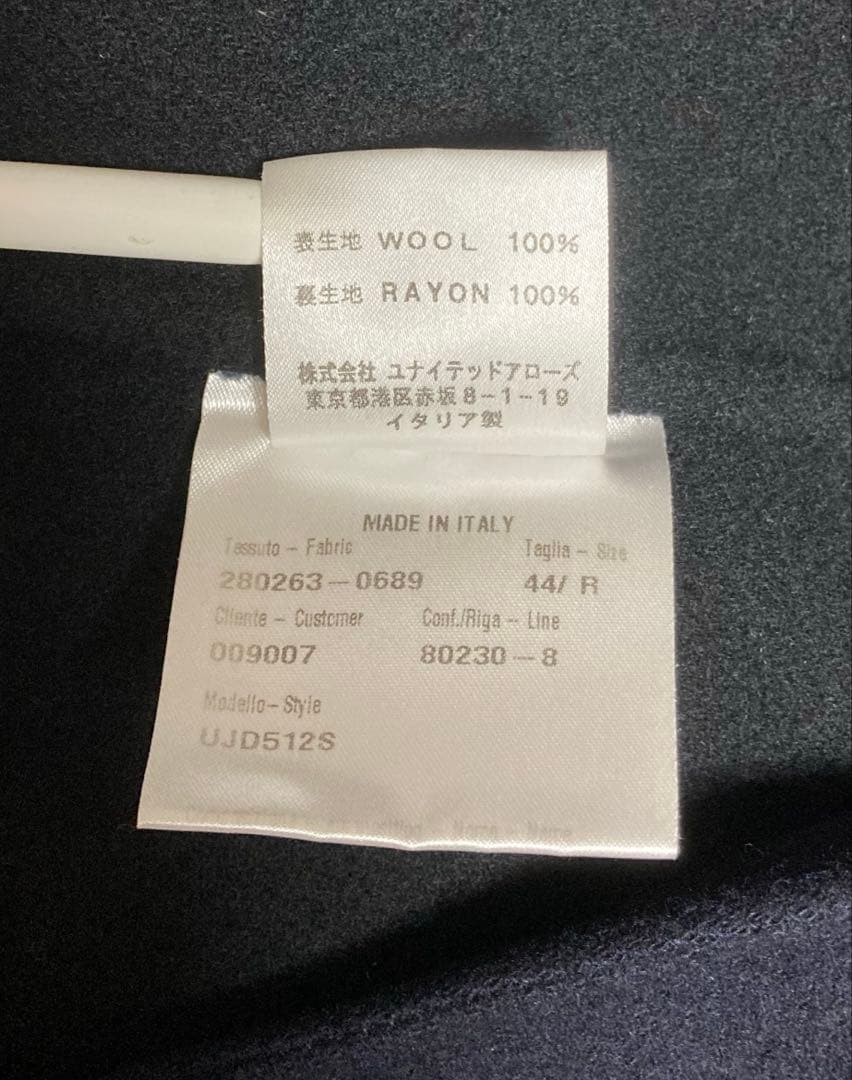 表生地 WOOL 100%
裏生地 RAYON 100%
株式会社 ユナイテッドアローズ
東京都港区赤坂8-1-19
イタリア製
MADE IN ITALY
Tessuto - Fabric Taglia - Size
280263-0689 44/ R
Cliente - Customer Conf./Riga - Line
009007 80230-8
Modello-Style
UJD512S
Name - Name